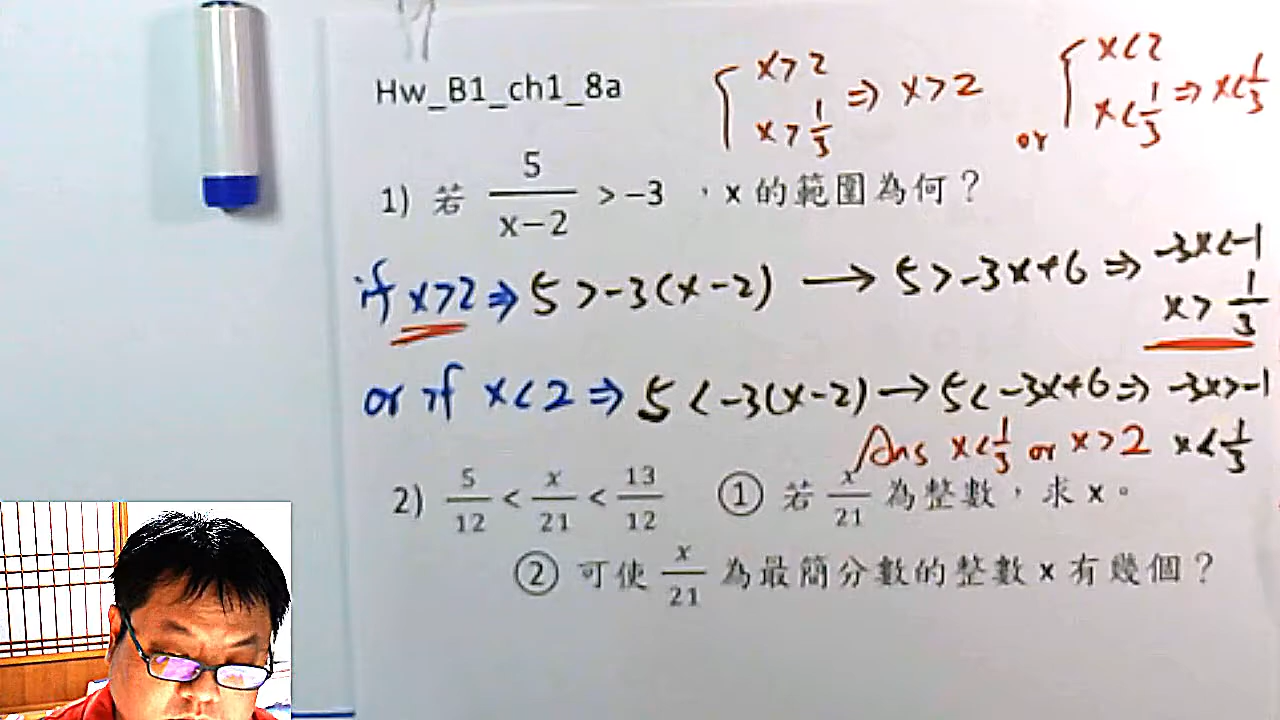 Hw_B1_ch1_8a
{ x>2 x>1/3 ⇒ x>2 or { x<2 x<1/3 ⇒ x<1/3
1) 若 5/(x−2) >−3 ，x 的範圍為何？
if x>2 ⇒ 5>-3(x-2) → 5>-3x+6 ⇒ -3x<-1
x>1/3
or if x<2 ⇒ 5<-3(x-2) → 5<-3x+6 ⇒ -3x>-1
Ans x<1/3 or x>2 x<1/3
2) 5/12 < x/21 < 13/12 ① 若 x/21 為整數，求 x。
② 可使 x/21 為最簡分數的整數 x 有幾個？